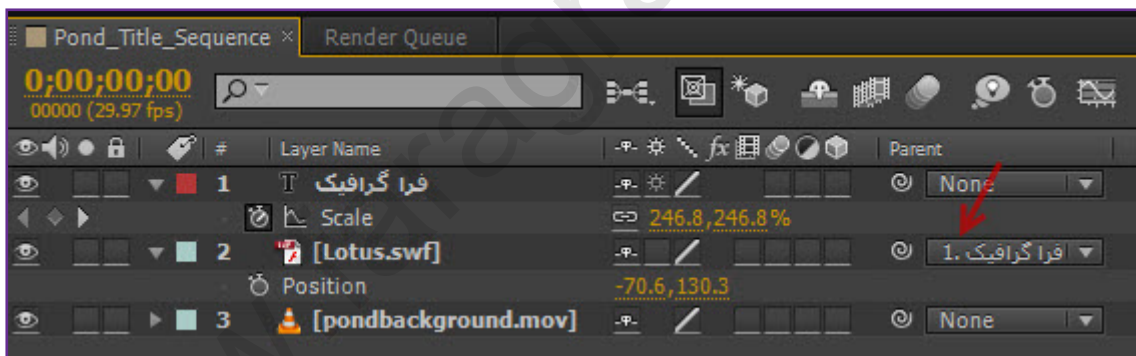 Pond_Title_Sequence × Render Queue
0;00;00;00
00000 (29.97 fps)
# Layer Name fx Parent
1 T فرا گرافیک None
Scale 246.8,246.8%
2 [Lotus.swf] 1. فرا گرافیک
Position -70.6,130.3
3 [pondbackground.mov] None